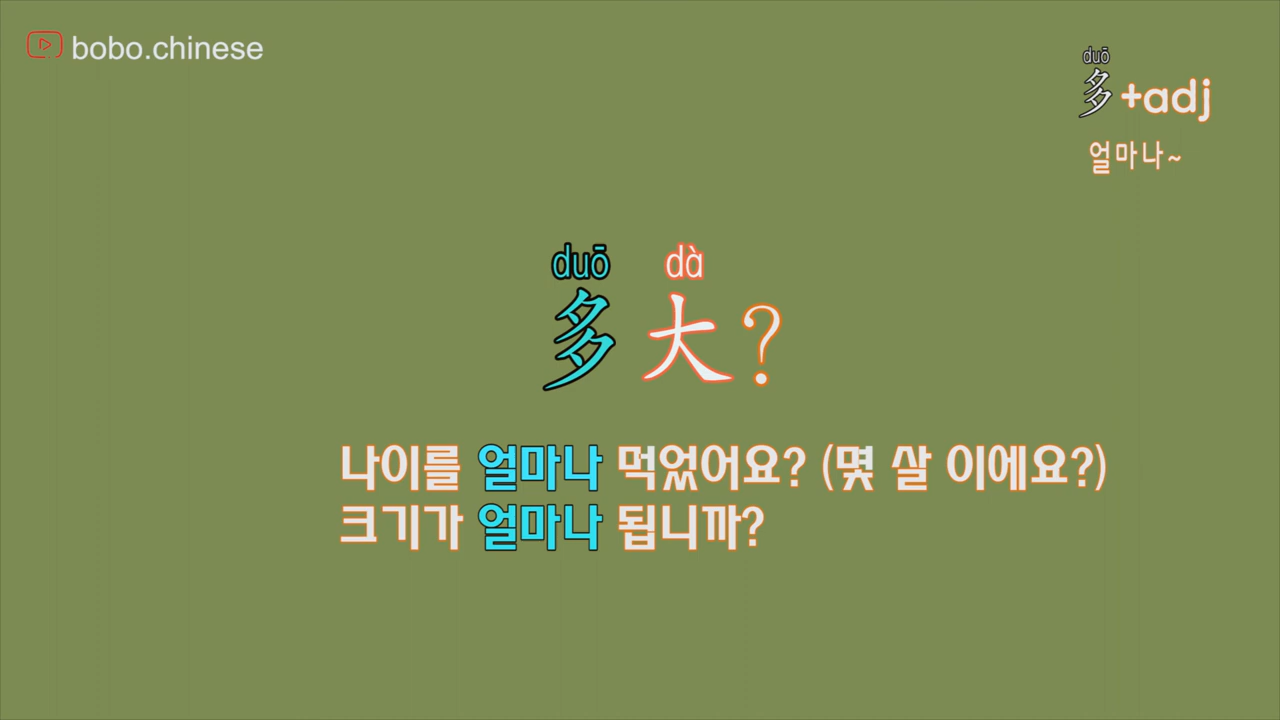 bobo.chinese
duō
多+adj
얼마나~
duō dà
多大?
나이를 얼마나 먹었어요? (몇 살 이에요?)
크기가 얼마나 됩니까?